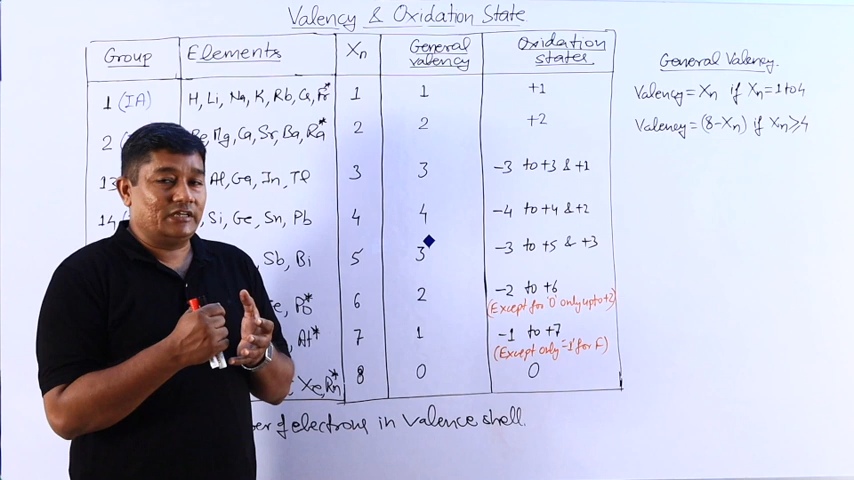 Valency & Oxidation State
Group Elements Xn General valency Oxidation states
1 (IA) H, Li, Na, K, Rb, Cs, Fr* 1 1 +1
2 Mg, Ca, Sr, Ba, Ra* 2 2 +2
13 Al, Ga, In, Tl 3 3 -3 to +3 & +1
14 Si, Ge, Sn, Pb 4 4 -4 to +4 & +2
Sb, Bi 5 3 -3 to +5 & +3
Po* 6 2 -2 to +6
(Except for 'O' only upto +2)
At* 7 1 -1 to +7
(Except only '-1' for F)
Xe, Rn* 8 0 0
of electrons in Valence shell.
General Valency.
Valency = Xn if Xn = 1 to 4
Valency = (8-Xn) if Xn ≥ 4